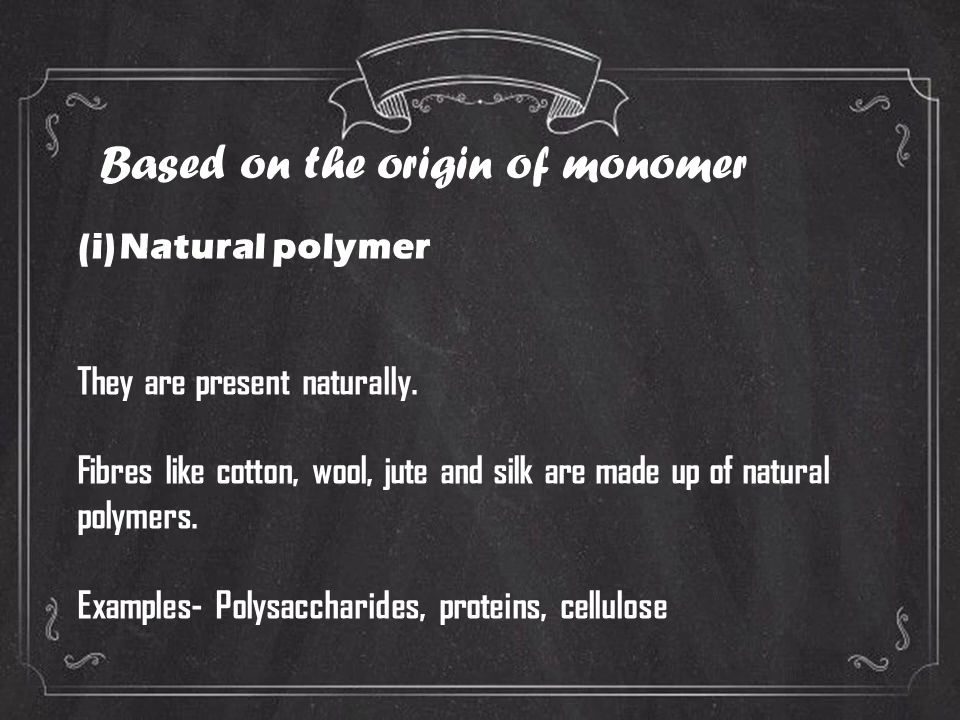 Based on the origin of monomer
(i)Natural polymer
They are present naturally.
Fibres like cotton, wool, jute and silk are made up of natural
polymers.
Examples- Polysaccharides, proteins, cellulose